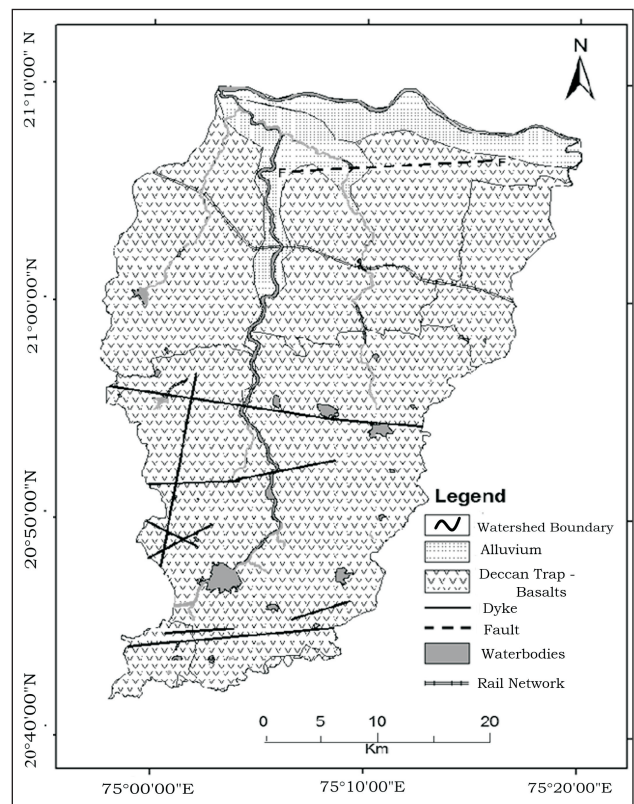 N
21°10'00" N
21°00'00"N
20°50'00"N
20°40'00"N
F
F
Legend
Watershed Boundary
Alluvium
Deccan Trap -
Basalts
Dyke
Fault
Waterbodies
Rail Network
0 5 10 20
Km
75°00'00"E 75°10'00"E 75°20'00"E